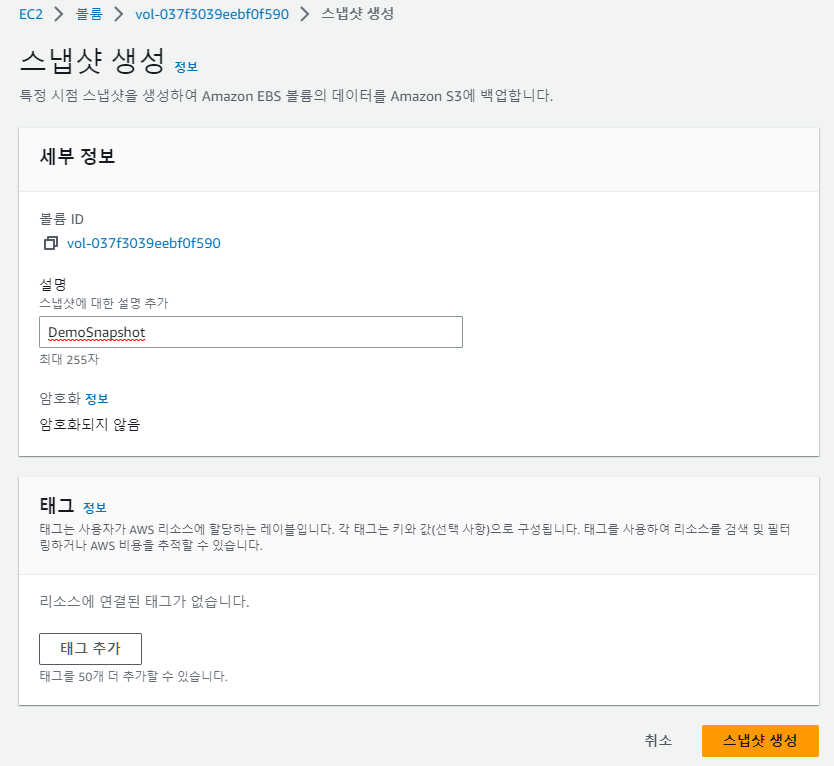 EC2 > 볼륨 > vol-037f3039eebf0f590 > 스냅샷 생성
스냅샷 생성 정보
특정 시점 스냅샷을 생성하여 Amazon EBS 볼륨의 데이터를 Amazon S3에 백업합니다.
세부 정보
볼륨 ID
vol-037f3039eebf0f590
설명
스냅샷에 대한 설명 추가
DemoSnapshot
최대 255자
암호화 정보
암호화되지 않음
태그 정보
태그는 사용자가 AWS 리소스에 할당하는 레이블입니다. 각 태그는 키와 값(선택 사항)으로 구성됩니다. 태그를 사용하여 리소스를 검색 및 필터
링하거나 AWS 비용을 추적할 수 있습니다.
리소스에 연결된 태그가 없습니다.
태그 추가
태그를 50개 더 추가할 수 있습니다.
취소 스냅샷 생성